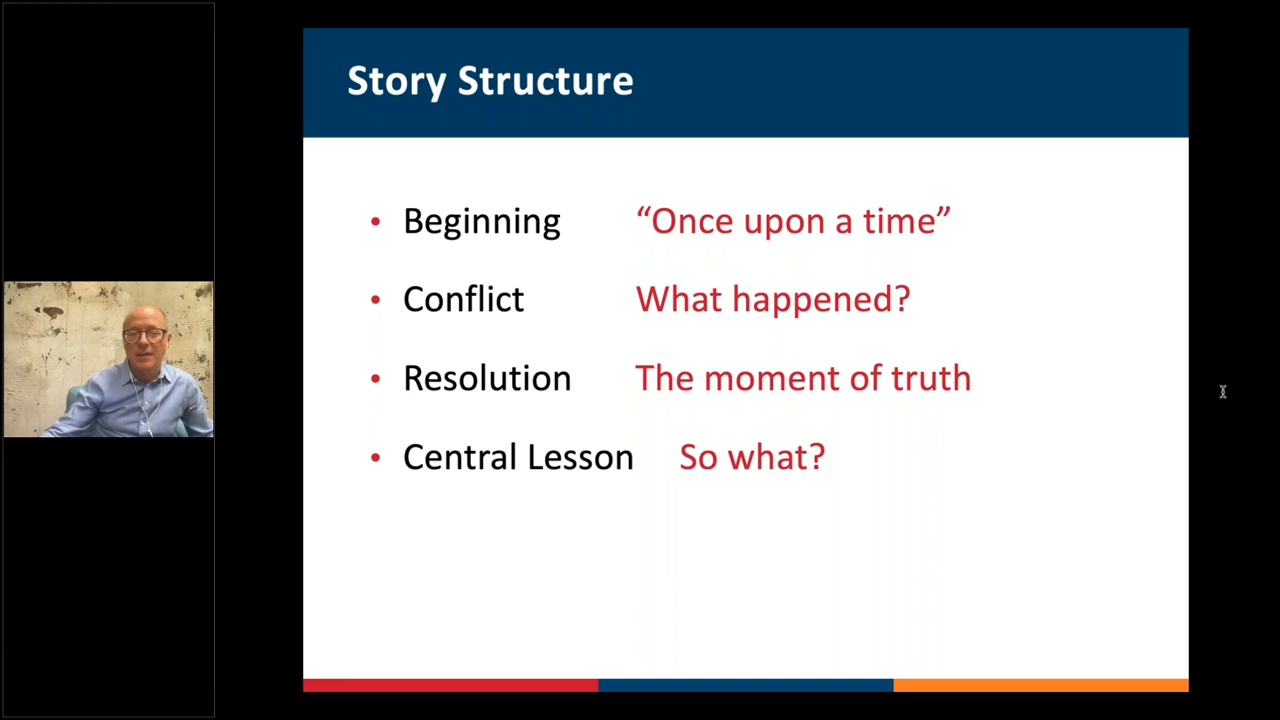 Story Structure
• Beginning “Once upon a time”
• Conflict What happened?
• Resolution The moment of truth
• Central Lesson So what?